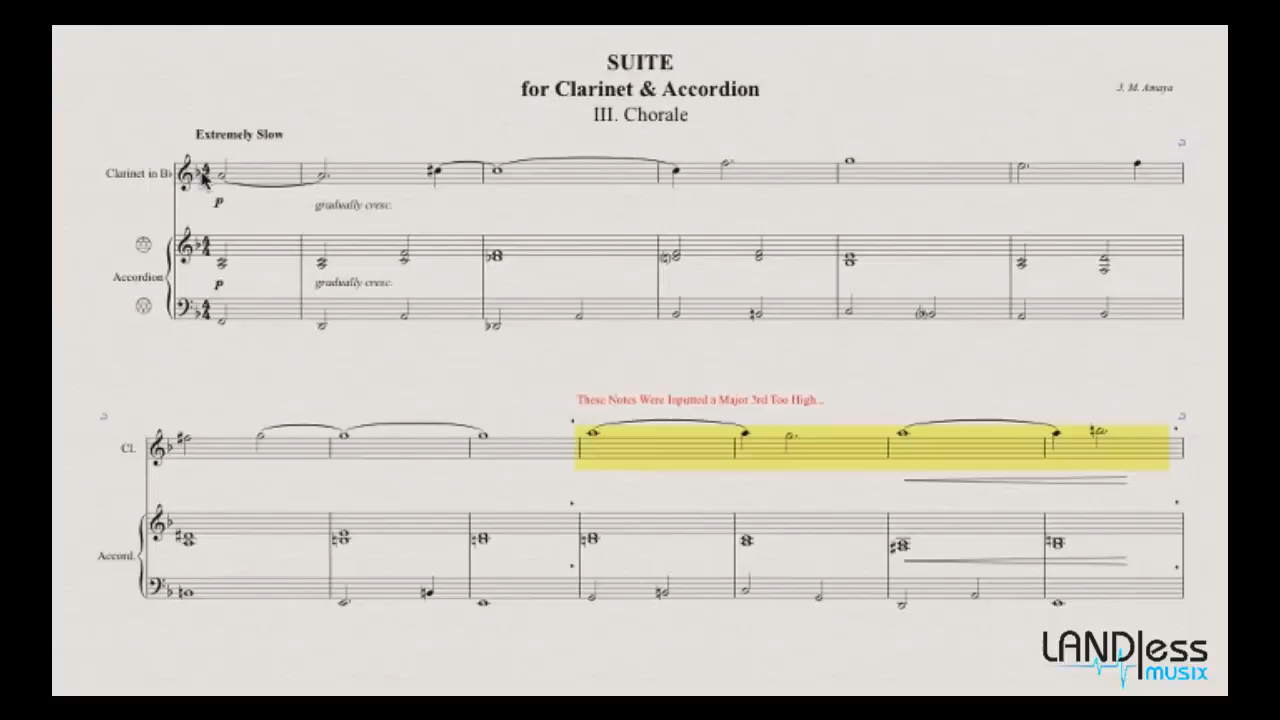 SUITE
for Clarinet & Accordion
III. Chorale
J. M. Amaya
Extremely Slow
Clarinet in B♭
p
gradually cresc.
Accordion
p
gradually cresc.
These Notes Were Inputted a Major 3rd Too High...
Cl.
Accord.
LANDless
musix